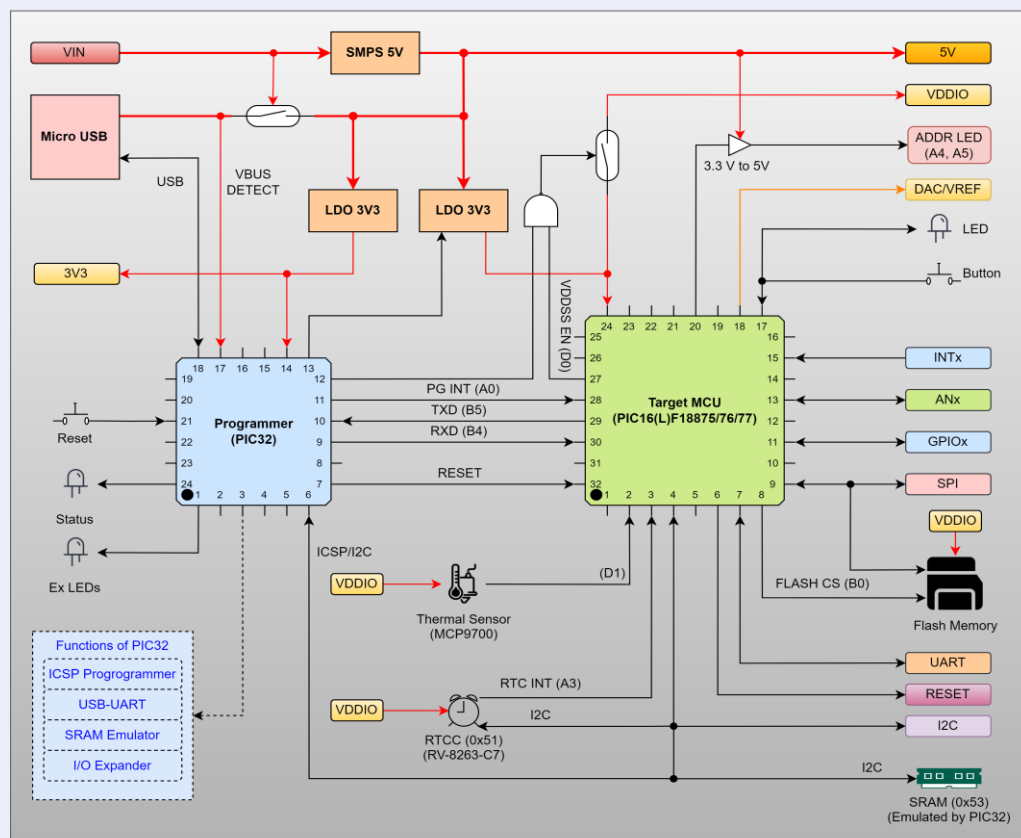 VIN
SMPS 5V
5V
VDDIO
Micro USB
ADDR LED
(A4, A5)
3.3 V to 5V
USB
VBUS
DETECT
DAC/VREF
LDO 3V3
LDO 3V3
LED
3V3
Button
VDDSS EN (D0)
24 23 22 21 20 19 18 17
25 16
26 15
27 14
28 13
29 12
30 11
31 10
32 9
1 2 3 4 5 6 7 8
Target MCU
(PIC16(L)F18875/76/77)
18 17 16 15 14 13
19 12
20 11
21 10
22 9
23 8
24 7
1 2 3 4 5 6
Programmer
(PIC32)
PG INT (A0)
TXD (B5)
RXD (B4)
RESET
INTx
ANx
GPIOx
SPI
Reset
Status
Ex LEDs
ICSP/I2C
VDDIO
Thermal Sensor
(MCP9700)
(D1)
FLASH CS (B0)
VDDIO
Flash Memory
Functions of PIC32
ICSP Progrogrammer
USB-UART
SRAM Emulator
I/O Expander
VDDIO
RTC INT (A3)
I2C
RTCC (0x51)
(RV-8263-C7)
UART
RESET
I2C
I2C
SRAM (0x53)
(Emulated by PIC32)